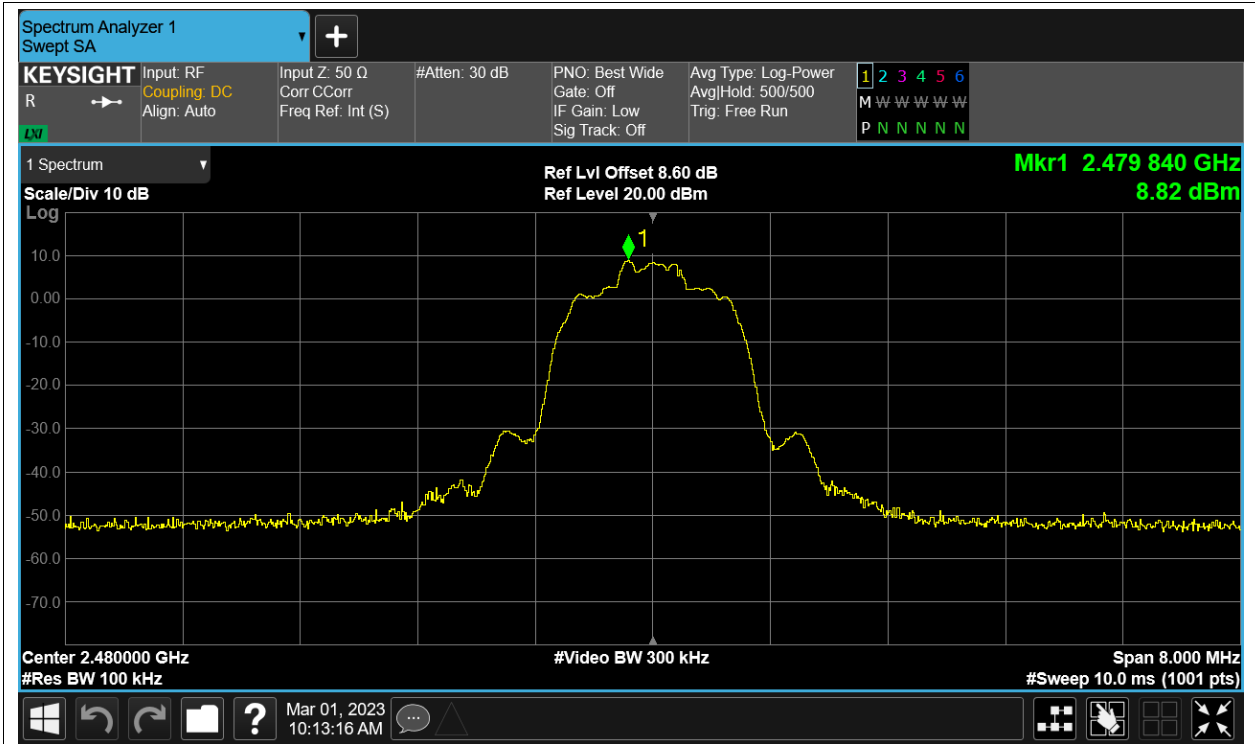 Spectrum Analyzer 1
Swept SA
+
KEYSIGHT Input: RF Input Z: 50 Ω #Atten: 30 dB PNO: Best Wide Avg Type: Log-Power 1 2 3 4 5 6
R Coupling: DC Corr CCorr Gate: Off Avg|Hold: 500/500 M W W W W W
Align: Auto Freq Ref: Int (S) IF Gain: Low Trig: Free Run
LXI Sig Track: Off P N N N N N
1 Spectrum
Ref Lvl Offset 8.60 dB Mkr1 2.479 840 GHz
Scale/Div 10 dB Ref Level 20.00 dBm 8.82 dBm
Log
1
10.0
0.00
-10.0
-20.0
-30.0
-40.0
-50.0
-60.0
-70.0
Center 2.480000 GHz #Video BW 300 kHz Span 8.000 MHz
#Res BW 100 kHz #Sweep 10.0 ms (1001 pts)
? Mar 01, 2023
10:13:16 AM